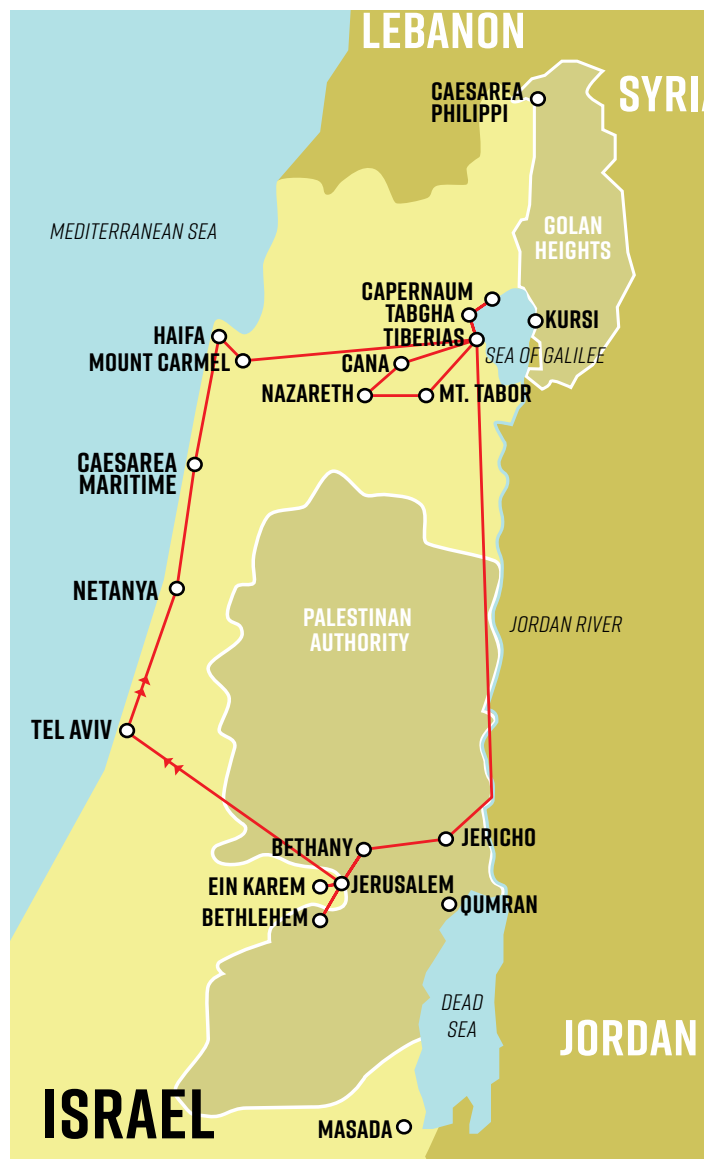 LEBANON
CAESAREA
PHILIPPI
SYRIA
MEDITERRANEAN SEA
GOLAN
HEIGHTS
CAPERNAUM
TABGHA
KURSI
HAIFA
TIBERIAS
SEA OF GALILEE
MOUNT CARMEL
CANA
NAZARETH
MT. TABOR
CAESAREA
MARITIME
NETANYA
PALESTINAN
AUTHORITY
JORDAN RIVER
TEL AVIV
BETHANY
JERICHO
EIN KAREM
JERUSALEM
BETHLEHEM
QUMRAN
DEAD
SEA
JORDAN
ISRAEL
MASADA